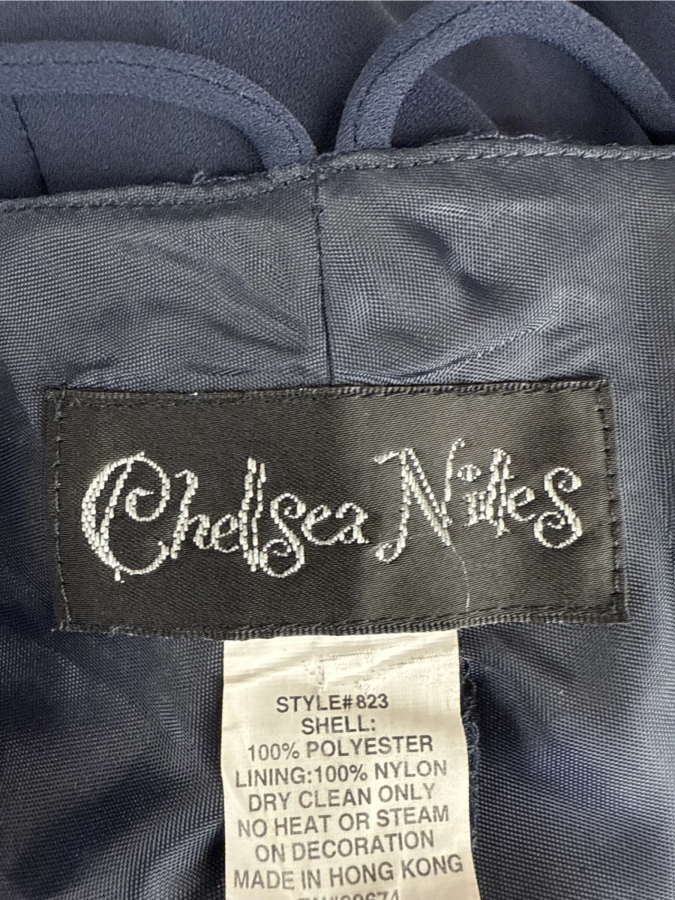 Chelsea Nites
STYLE#823
SHELL:
100% POLYESTER
LINING:100% NYLON
DRY CLEAN ONLY
NO HEAT OR STEAM
ON DECORATION
MADE IN HONG KONG